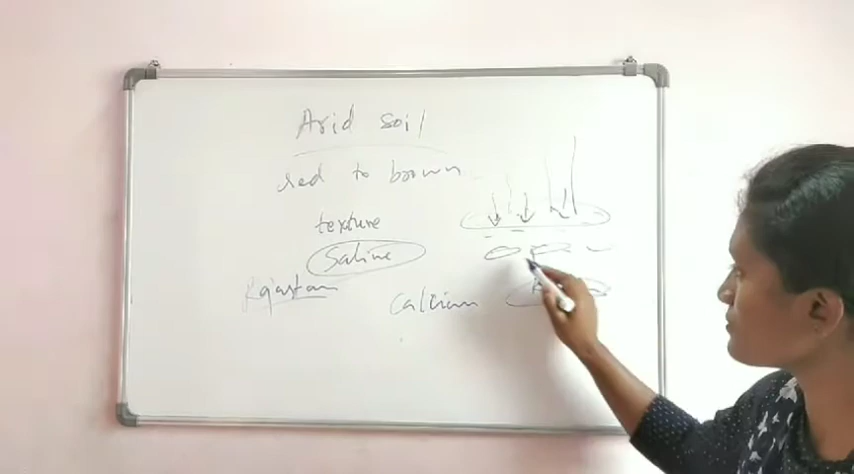 Arid soil
red to brown
texture
Saline
Rajastan
Calcium